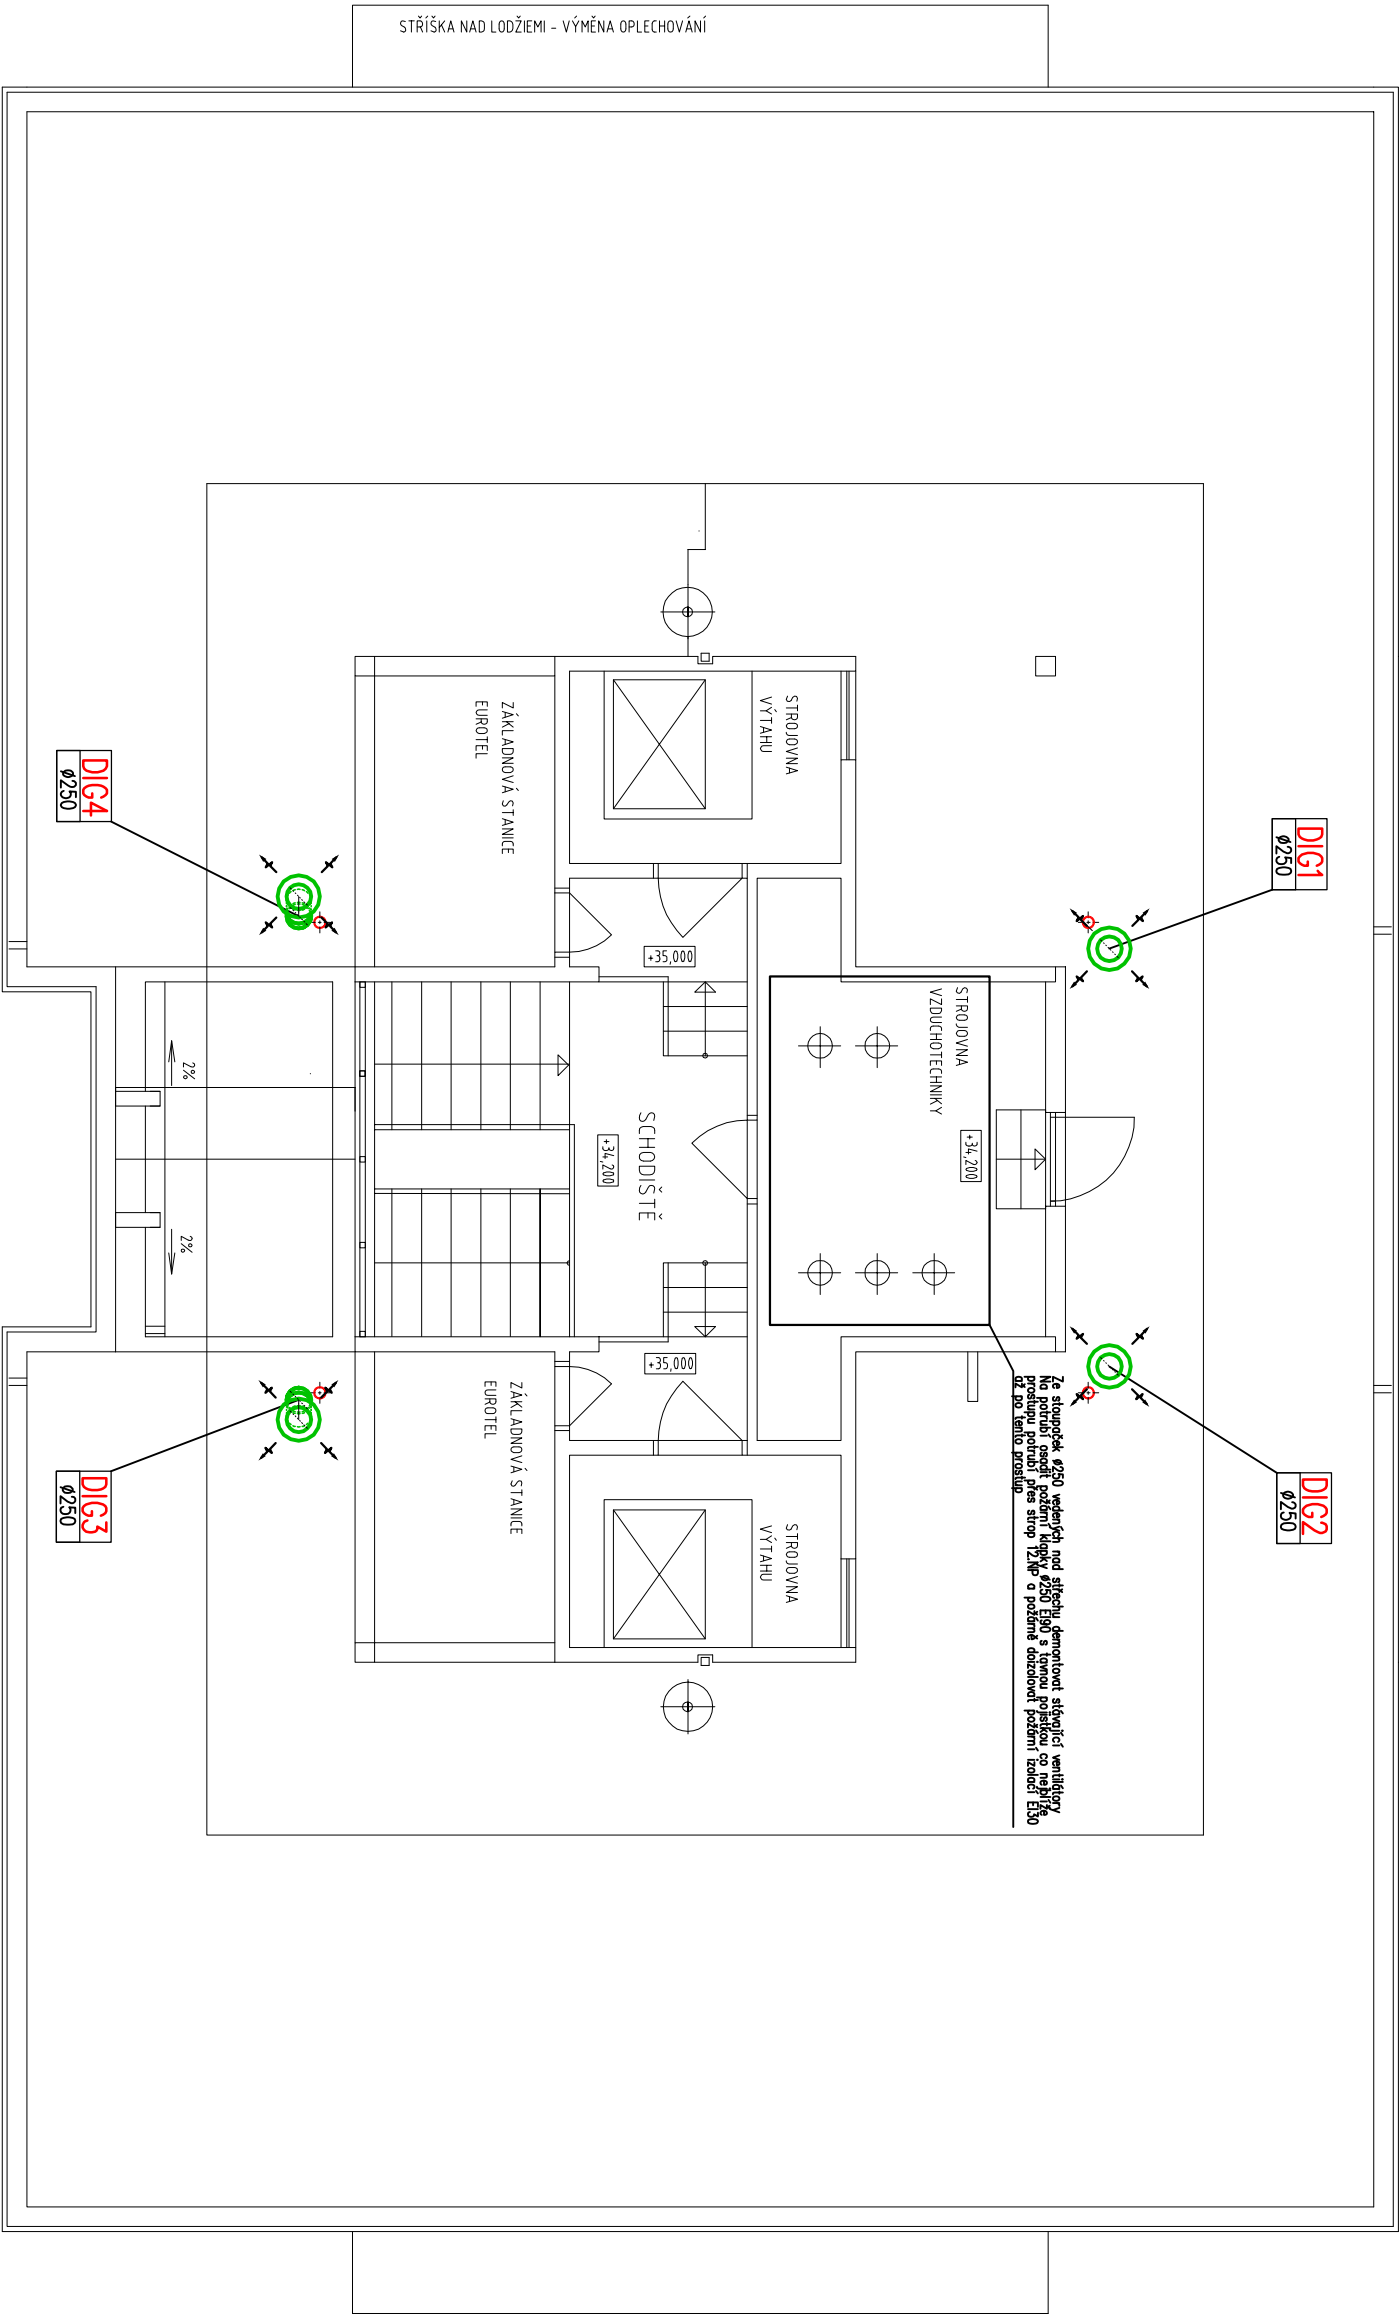 STŘÍŠKA NAD LODŽIEMI - VÝMĚNA OPLECHOVÁNÍ
DIG1
ø250
DIG2
ø250
DIG4
ø250
DIG3
ø250
STROJOVNA
VÝTAHU
ZÁKLADNOVÁ STANICE
EUROTEL
+35,000
STROJOVNA
VZDUCHOTECHNIKY
+34,200
SCHODIŠTĚ
+34,200
2%
2%
+35,000
STROJOVNA
VÝTAHU
ZÁKLADNOVÁ STANICE
EUROTEL
Ze stoupaček ø250 vedených nad střechu demontovat stávající ventilátory
Na potrubí osadit požární klapky ø250 EI90 s tavnou pojistkou co nejblíže
prostupu potrubí přes strop 12.NP a požárně doizolovat požární izolací EI30
až po tento prostup